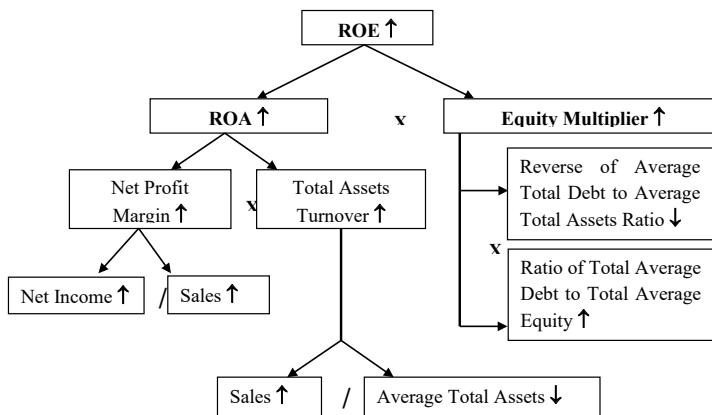 ROE ↑
ROA ↑
x
Equity Multiplier ↑
Net Profit
Margin ↑
x
Total Assets
Turnover ↑
Reverse of Average
Total Debt to Average
Total Assets Ratio ↓
x
Ratio of Total Average
Debt to Total Average
Equity ↑
Net Income ↑
/
Sales ↑
Sales ↑
/
Average Total Assets ↓